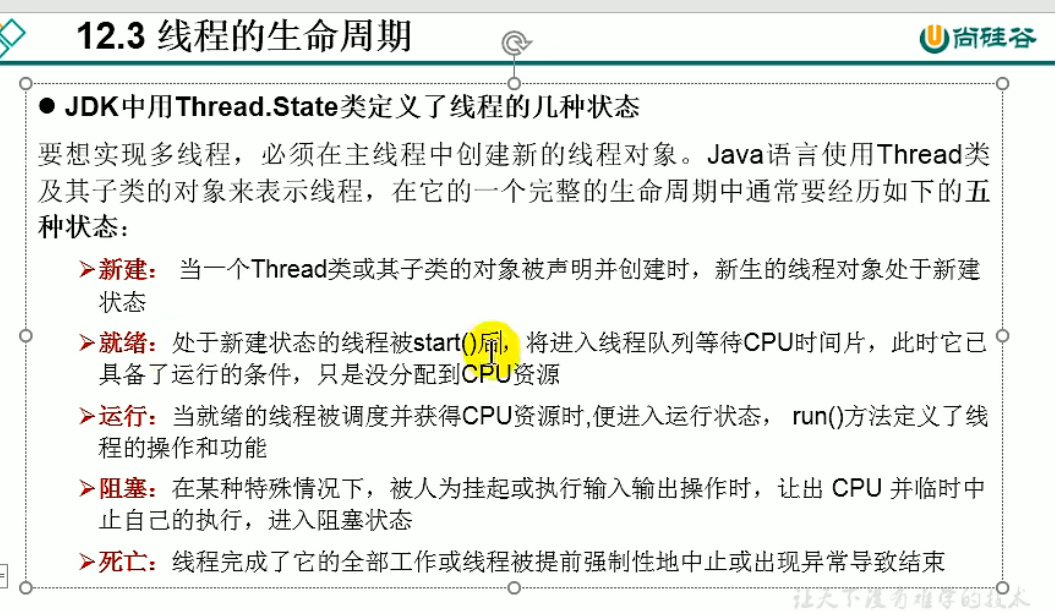 12.3 线程的生命周期
尚硅谷
● JDK中用Thread.State类定义了线程的几种状态
要想实现多线程，必须在主线程中创建新的线程对象。Java语言使用Thread类
及其子类的对象来表示线程，在它的一个完整的生命周期中通常要经历如下的五
种状态：
➢新建： 当一个Thread类或其子类的对象被声明并创建时，新生的线程对象处于新建
状态
➢就绪：处于新建状态的线程被start()后，将进入线程队列等待CPU时间片，此时它已
具备了运行的条件，只是没分配到CPU资源
➢运行：当就绪的线程被调度并获得CPU资源时,便进入运行状态， run()方法定义了线
程的操作和功能
➢阻塞：在某种特殊情况下，被人为挂起或执行输入输出操作时，让出 CPU 并临时中
止自己的执行，进入阻塞状态
➢死亡：线程完成了它的全部工作或线程被提前强制性地中止或出现异常导致结束
让天下没有难学的技术